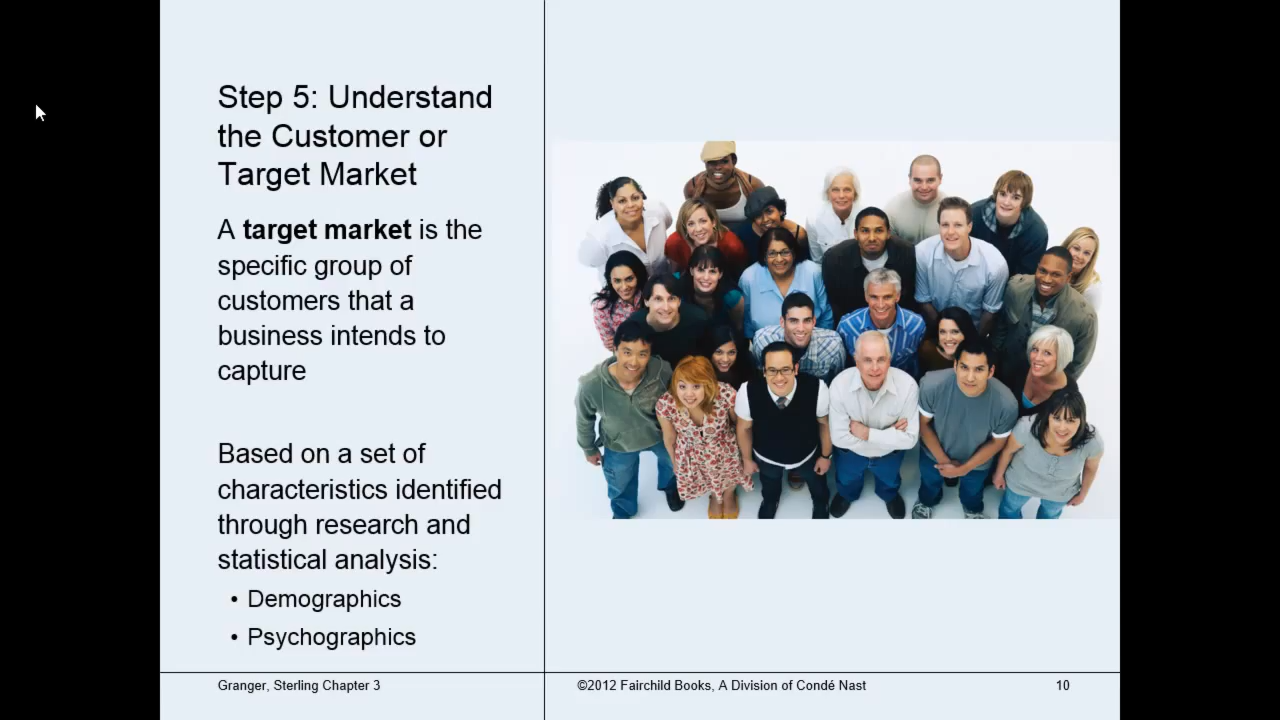 Step 5: Understand
the Customer or
Target Market
A target market is the
specific group of
customers that a
business intends to
capture
Based on a set of
characteristics identified
through research and
statistical analysis:
• Demographics
• Psychographics
Granger, Sterling Chapter 3
©2012 Fairchild Books, A Division of Condé Nast
10